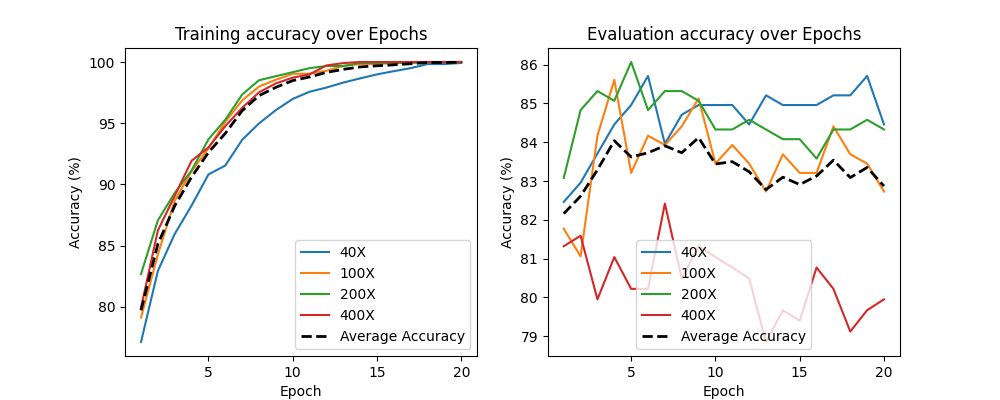 Training accuracy over Epochs
Accuracy (%)
100
95
90
85
80
5
10
15
20
Epoch
40X
100X
200X
400X
Average Accuracy
Evaluation accuracy over Epochs
Accuracy (%)
86
85
84
83
82
81
80
79
5
10
15
20
Epoch
40X
100X
200X
400X
Average Accuracy